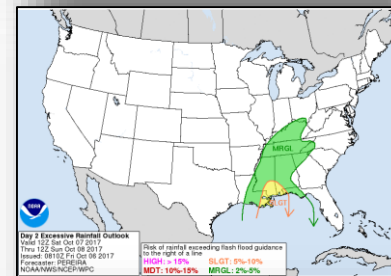 MRGL
SLGT
NOAA
Day 2 Excessive Rainfall Outlook
Valid 12Z Sat Oct 07 2017
Thru 12Z Sun Oct 08 2017
Issued: 0810Z Fri Oct 06 2017
Forecaster: PEREIRA
NOAA/NWS/NCEP/WPC
Risk of rainfall exceeding flash flood guidance
to the right of a line
HIGH: > 15% SLGT: 5%-10%
MDT: 10%-15% MRGL: 2%-5%